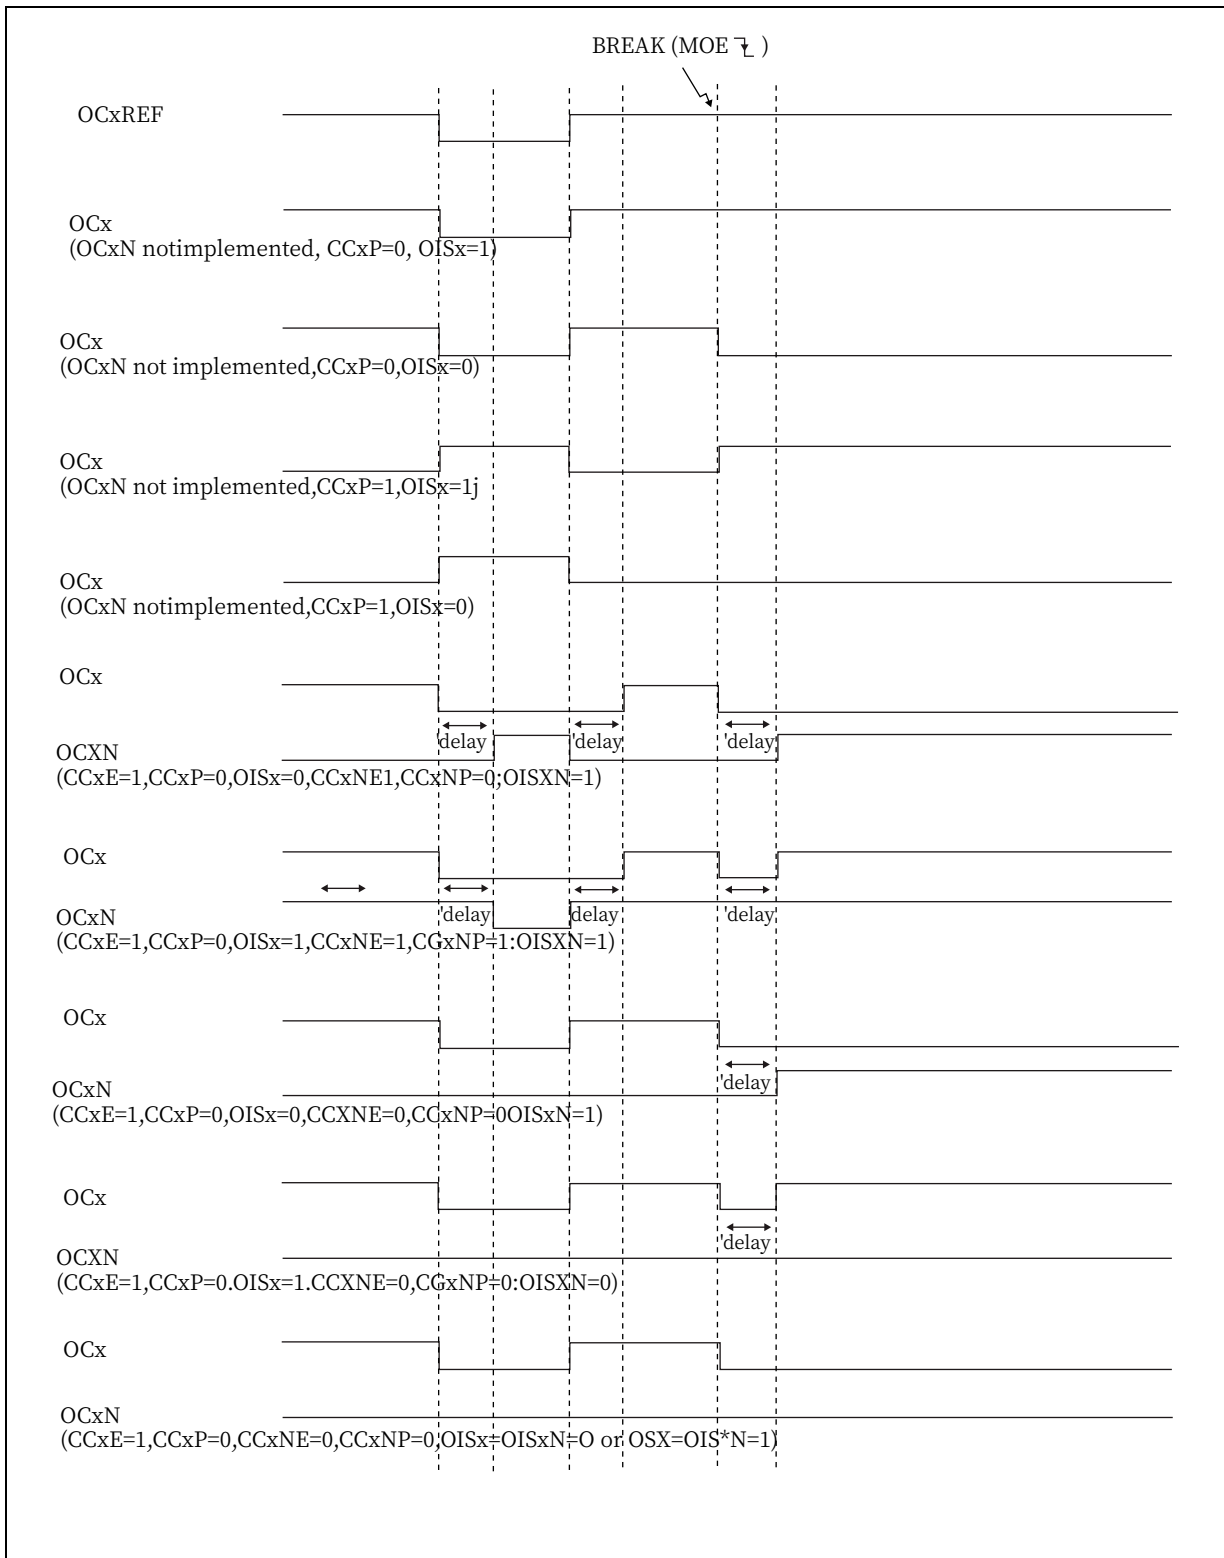 BREAK (MOE )
OCxREF
OCx
(OCxN notimplemented, CCxP=0, OISx=1)
OCx
(OCxN not implemented,CCxP=0,OISx=0)
OCx
(OCxN not implemented,CCxP=1,OISx=1j
OCx
(OCxN notimplemented,CCxP=1,OISx=0)
OCx
'delay 'delay 'delay
OCXN
(CCxE=1,CCxP=0,OISx=0,CCxNE1,CCxNP=0;OISXN=1)
OCx
'delay delay 'delay
OCxN
(CCxE=1,CCxP=0,OISx=1,CCxNE=1,CGxNP=1:OISXN=1)
OCx
'delay
OCxN
(CCxE=1,CCxP=0,OISx=0,CCXNE=0,CCxNP=0OISxN=1)
OCx
'delay
OCXN
(CCxE=1,CCxP=0.OISx=1.CCXNE=0,CGxNP=0:OISXN=0)
OCx
OCxN
(CCxE=1,CCxP=0,CCxNE=0,CCxNP=0,OISx=OISxN=O or OSX=OIS*N=1)